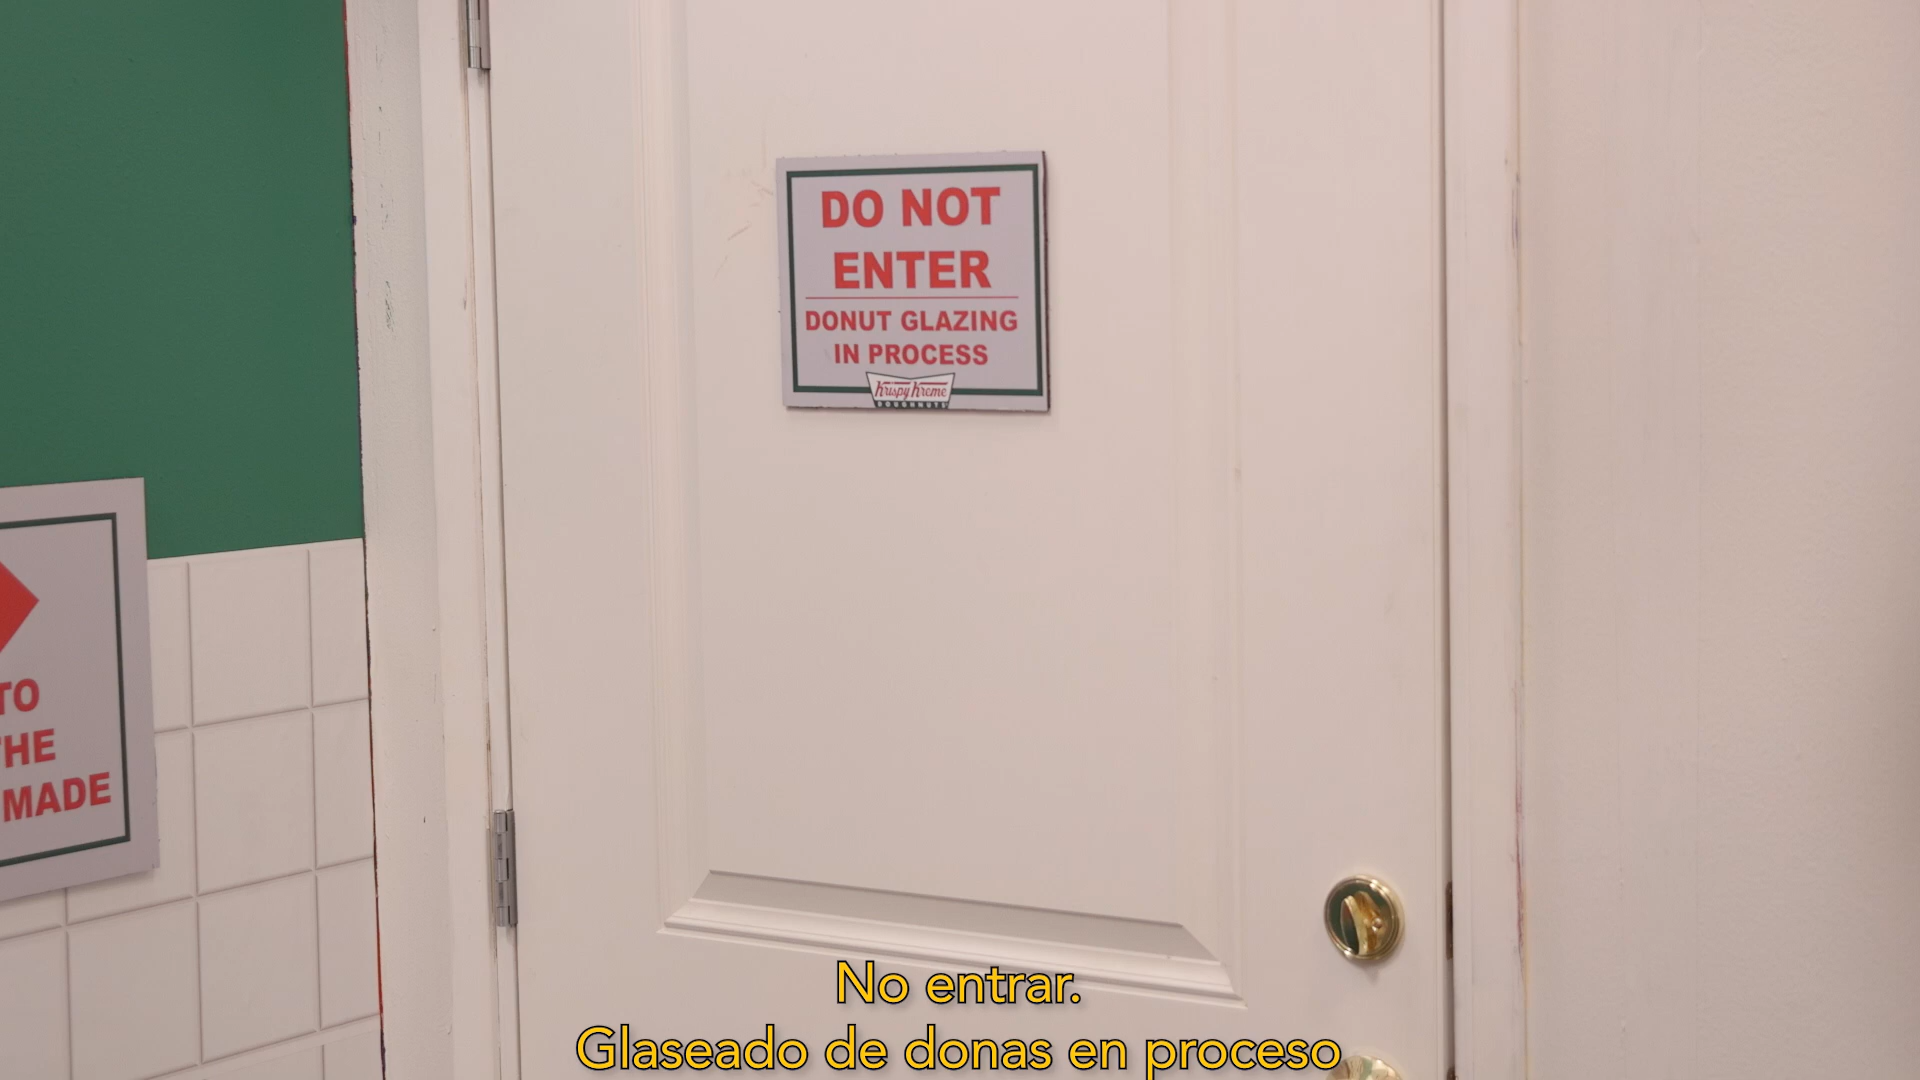 DO NOT
ENTER
DONUT GLAZING
IN PROCESS
Krispy Kreme
DOUGHNUTS
TO
THE
MADE
No entrar.
Glaseado de donas en proceso